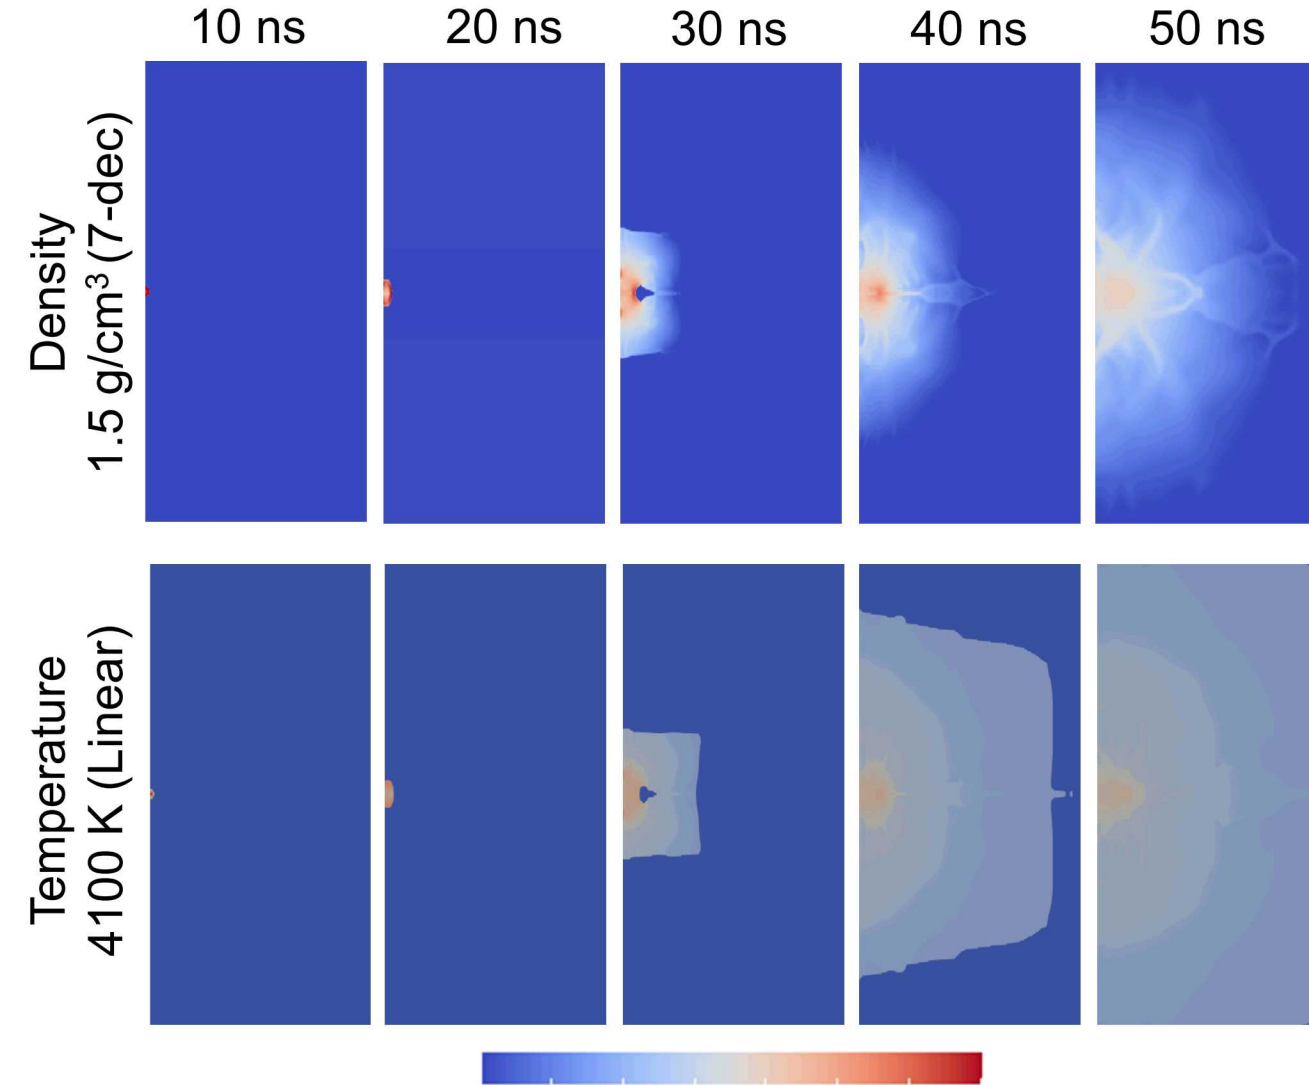 10 ns
20 ns
30 ns
40 ns
50 ns
Density
1.5 g/cm³ (7-dec)
Temperature
4100 K (Linear)